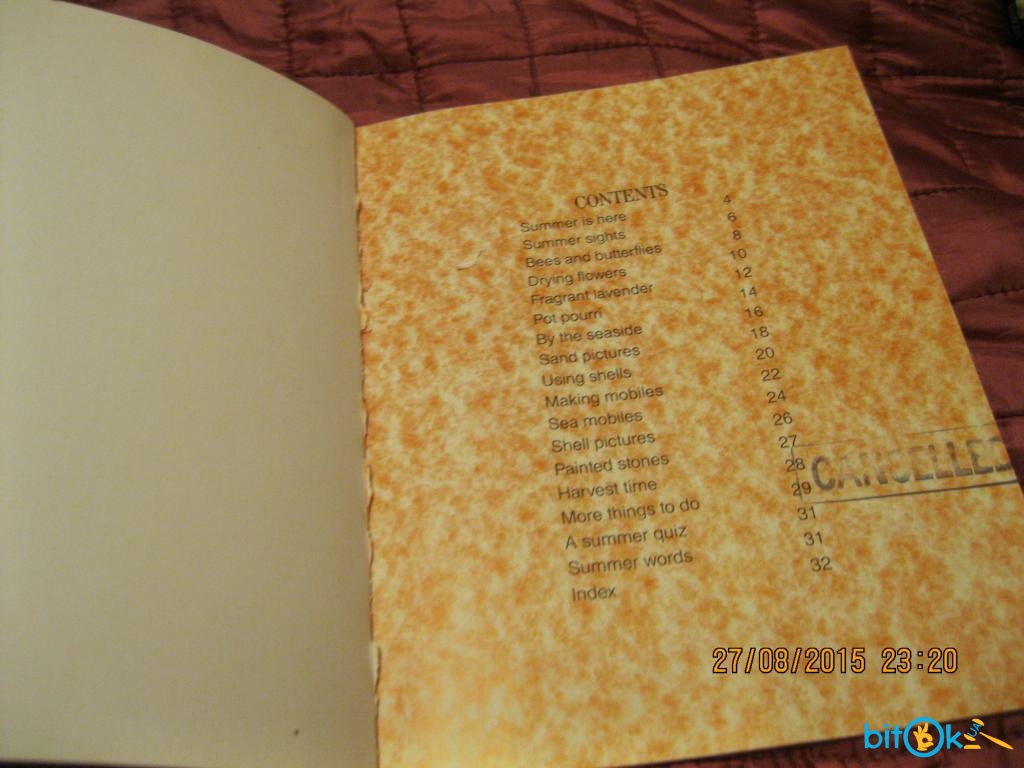 CONTENTS
Summer is here 4
Summer sights 6
Bees and butterflies 8
Drying flowers 10
Fragrant lavender 12
Pot pourri 14
By the seaside 16
Sand pictures 18
Using shells 20
Making mobiles 22
Sea mobiles 24
Shell pictures 26
Painted stones 27
Harvest time 28
More things to do 29
A summer quiz 31
Summer words 31
Index 32
CANCELLED
27/08/2015 23:20
bitOk UA